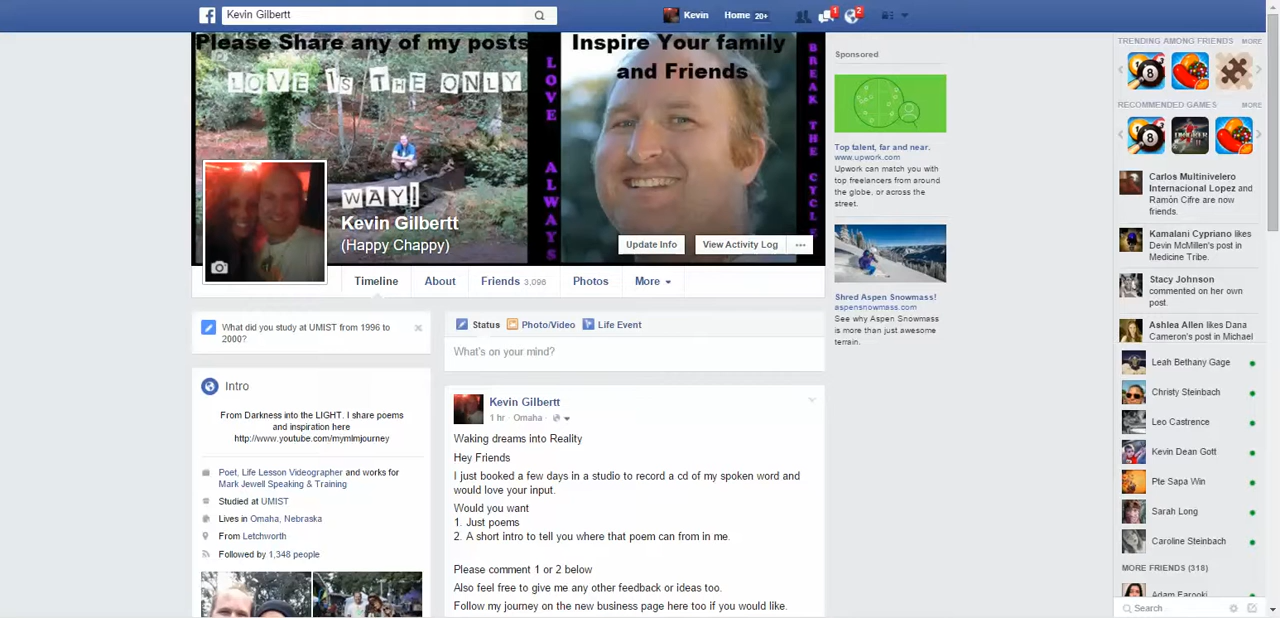 Kevin Gilbertt
Kevin
Home 20+
1
2
Please Share any of my posts
LOVE IS THE ONLY
WAY!
LOVE ALWAYS
Inspire Your family
and Friends
BREAK THE CYCLE
Kevin Gilbertt
(Happy Chappy)
Update Info
View Activity Log
...
Timeline
About
Friends 3,096
Photos
More
What did you study at UMIST from 1996 to
2000?
Intro
From Darkness into the LIGHT. I share poems
and inspiration here
http://www.youtube.com/mymlmjourney
Poet, Life Lesson Videographer and works for
Mark Jewell Speaking & Training
Studied at UMIST
Lives in Omaha, Nebraska
From Letchworth
Followed by 1,348 people
Status
Photo/Video
Life Event
What's on your mind?
Kevin Gilbertt
1 hr · Omaha ·
Waking dreams into Reality
Hey Friends
I just booked a few days in a studio to record a cd of my spoken word and
would love your input.
Would you want
1. Just poems
2. A short intro to tell you where that poem can from in me.
Please comment 1 or 2 below
Also feel free to give me any other feedback or ideas too.
Follow my journey on the new business page here too if you would like.
Sponsored
Top talent, far and near.
www.upwork.com
Upwork can match you with
top freelancers from around
the globe, or across the
street.
Shred Aspen Snowmass!
aspensnowmass.com
See why Aspen Snowmass
is more than just awesome
terrain.
TRENDING AMONG FRIENDS
MORE
8
RECOMMENDED GAMES
MORE
8
Carlos Multinivelero
Internacional Lopez and
Ramón Cifre are now
friends.
Kamalani Cypriano likes
Devin McMillen's post in
Medicine Tribe.
Stacy Johnson
commented on her own
post.
Ashlea Allen likes Dana
Cameron's post in Michael
Leah Bethany Gage
Christy Steinbach
Leo Castrence
Kevin Dean Gott
Pte Sapa Win
Sarah Long
Caroline Steinbach
MORE FRIENDS (318)
Adam Farooki
Search